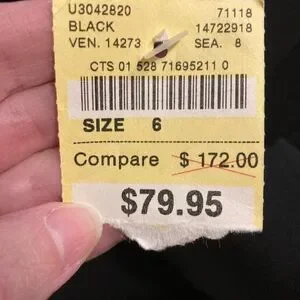 U3042820 71118
BLACK 14722918
VEN. 14273 SEA. 8
CTS 01 528 71695211 0
SIZE 6
Compare $ 172.00
$79.95